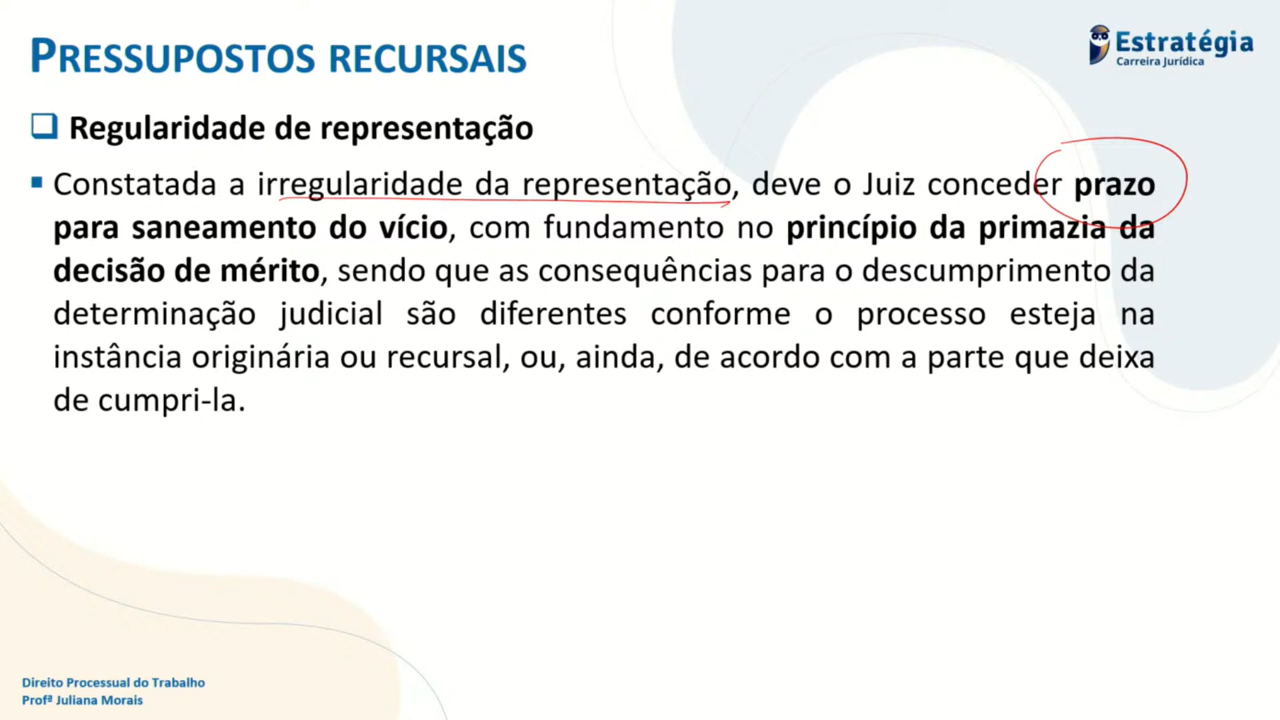 PRESSUPOSTOS RECURSAIS
Estratégia
Carreira Jurídica
Regularidade de representação
Constatada a irregularidade da representação, deve o Juiz conceder prazo
para saneamento do vício, com fundamento no princípio da primazia da
decisão de mérito, sendo que as consequências para o descumprimento da
determinação judicial são diferentes conforme o processo esteja na
instância originária ou recursal, ou, ainda, de acordo com a parte que deixa
de cumpri-la.
Direito Processual do Trabalho
Profª Juliana Morais